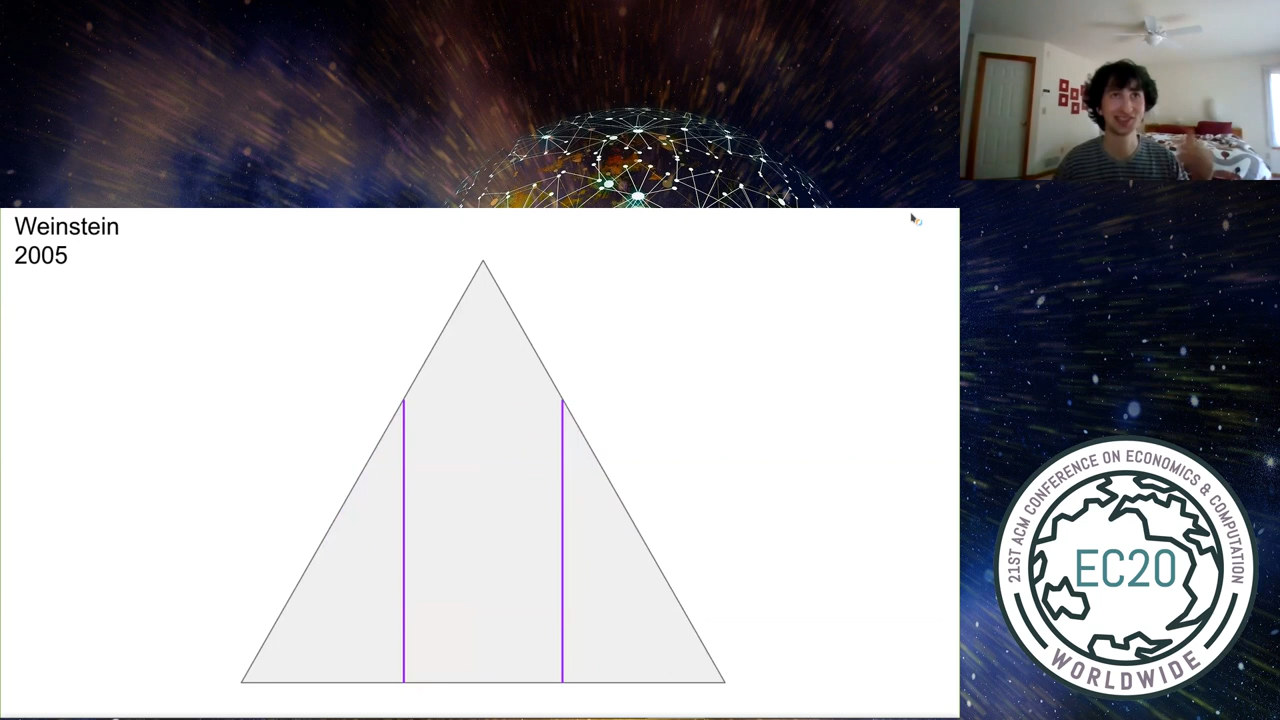 Weinstein
2005
21ST ACM CONFERENCE ON ECONOMICS & COMPUTATION
EC20
WORLDWIDE